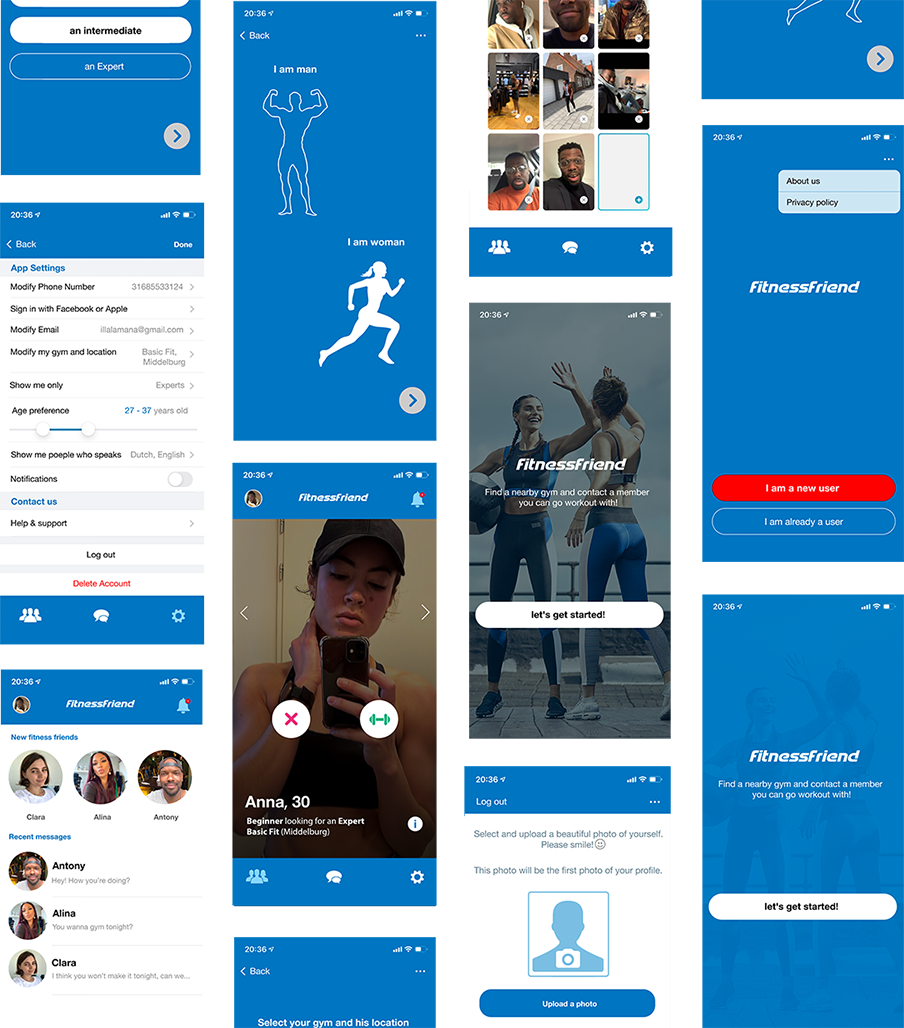 an intermediate
an Expert
20:36
Back
Done
App Settings
Modify Phone Number 31685533124
Sign in with Facebook or Apple
Modify Email illalamana@gmail.com
Modify my gym and location Basic Fit,
Middelburg
Show me only Experts
Age preference 27 - 37 years old
Show me poeple who speaks Dutch, English
Notifications
Contact us
Help & support
Log out
Delete Account
20:36
fitnessfriend
New fitness friends
Clara Alina Antony
Recent messages
Antony
Hey! How you're doing?
Alina
You wanna gym tonight?
Clara
I think you won't make it tonight, can we...
20:36
Back
I am man
I am woman
20:36
fitnessfriend
Anna, 30
Beginner looking for an Expert
Basic Fit (Middelburg)
20:36
Back
Select your gym and his location
20:36
fitnessfriend
Find a nearby gym and contact a member
you can go workout with!
let's get started!
20:36
Log out
Select and upload a beautiful photo of yourself.
Please smile!
This photo will be the first photo of your profile.
Upload a photo
20:36
About us
Privacy policy
fitnessfriend
I am a new user
I am already a user
20:36
fitnessfriend
Find a nearby gym and contact a member
you can go workout with!
let's get started!